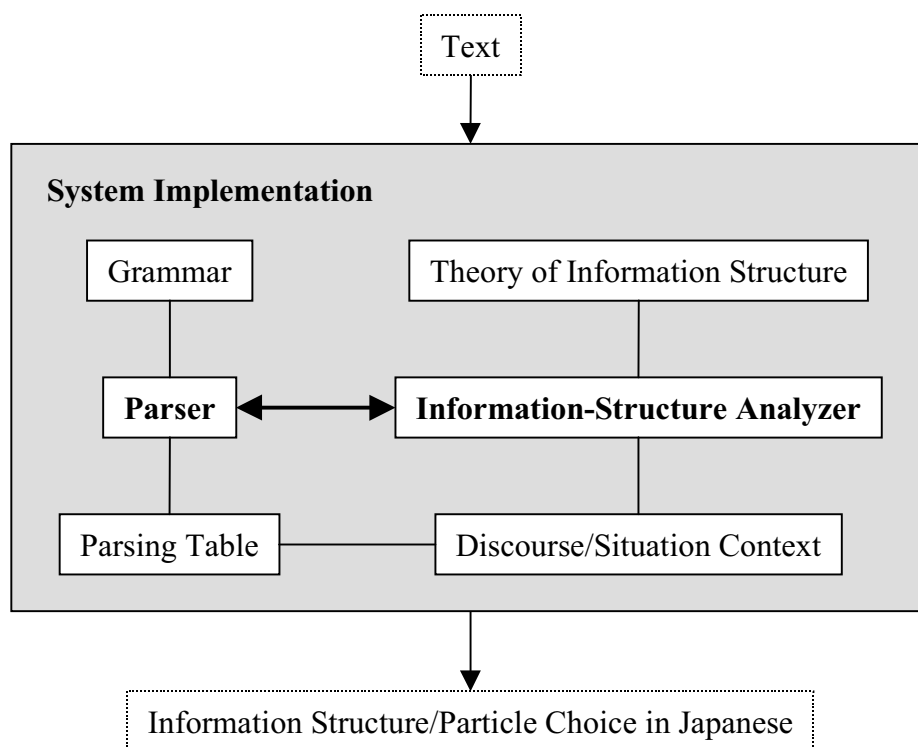 Text
System Implementation
Grammar
Theory of Information Structure
Parser
Information-Structure Analyzer
Parsing Table
Discourse/Situation Context
Information Structure/Particle Choice in Japanese